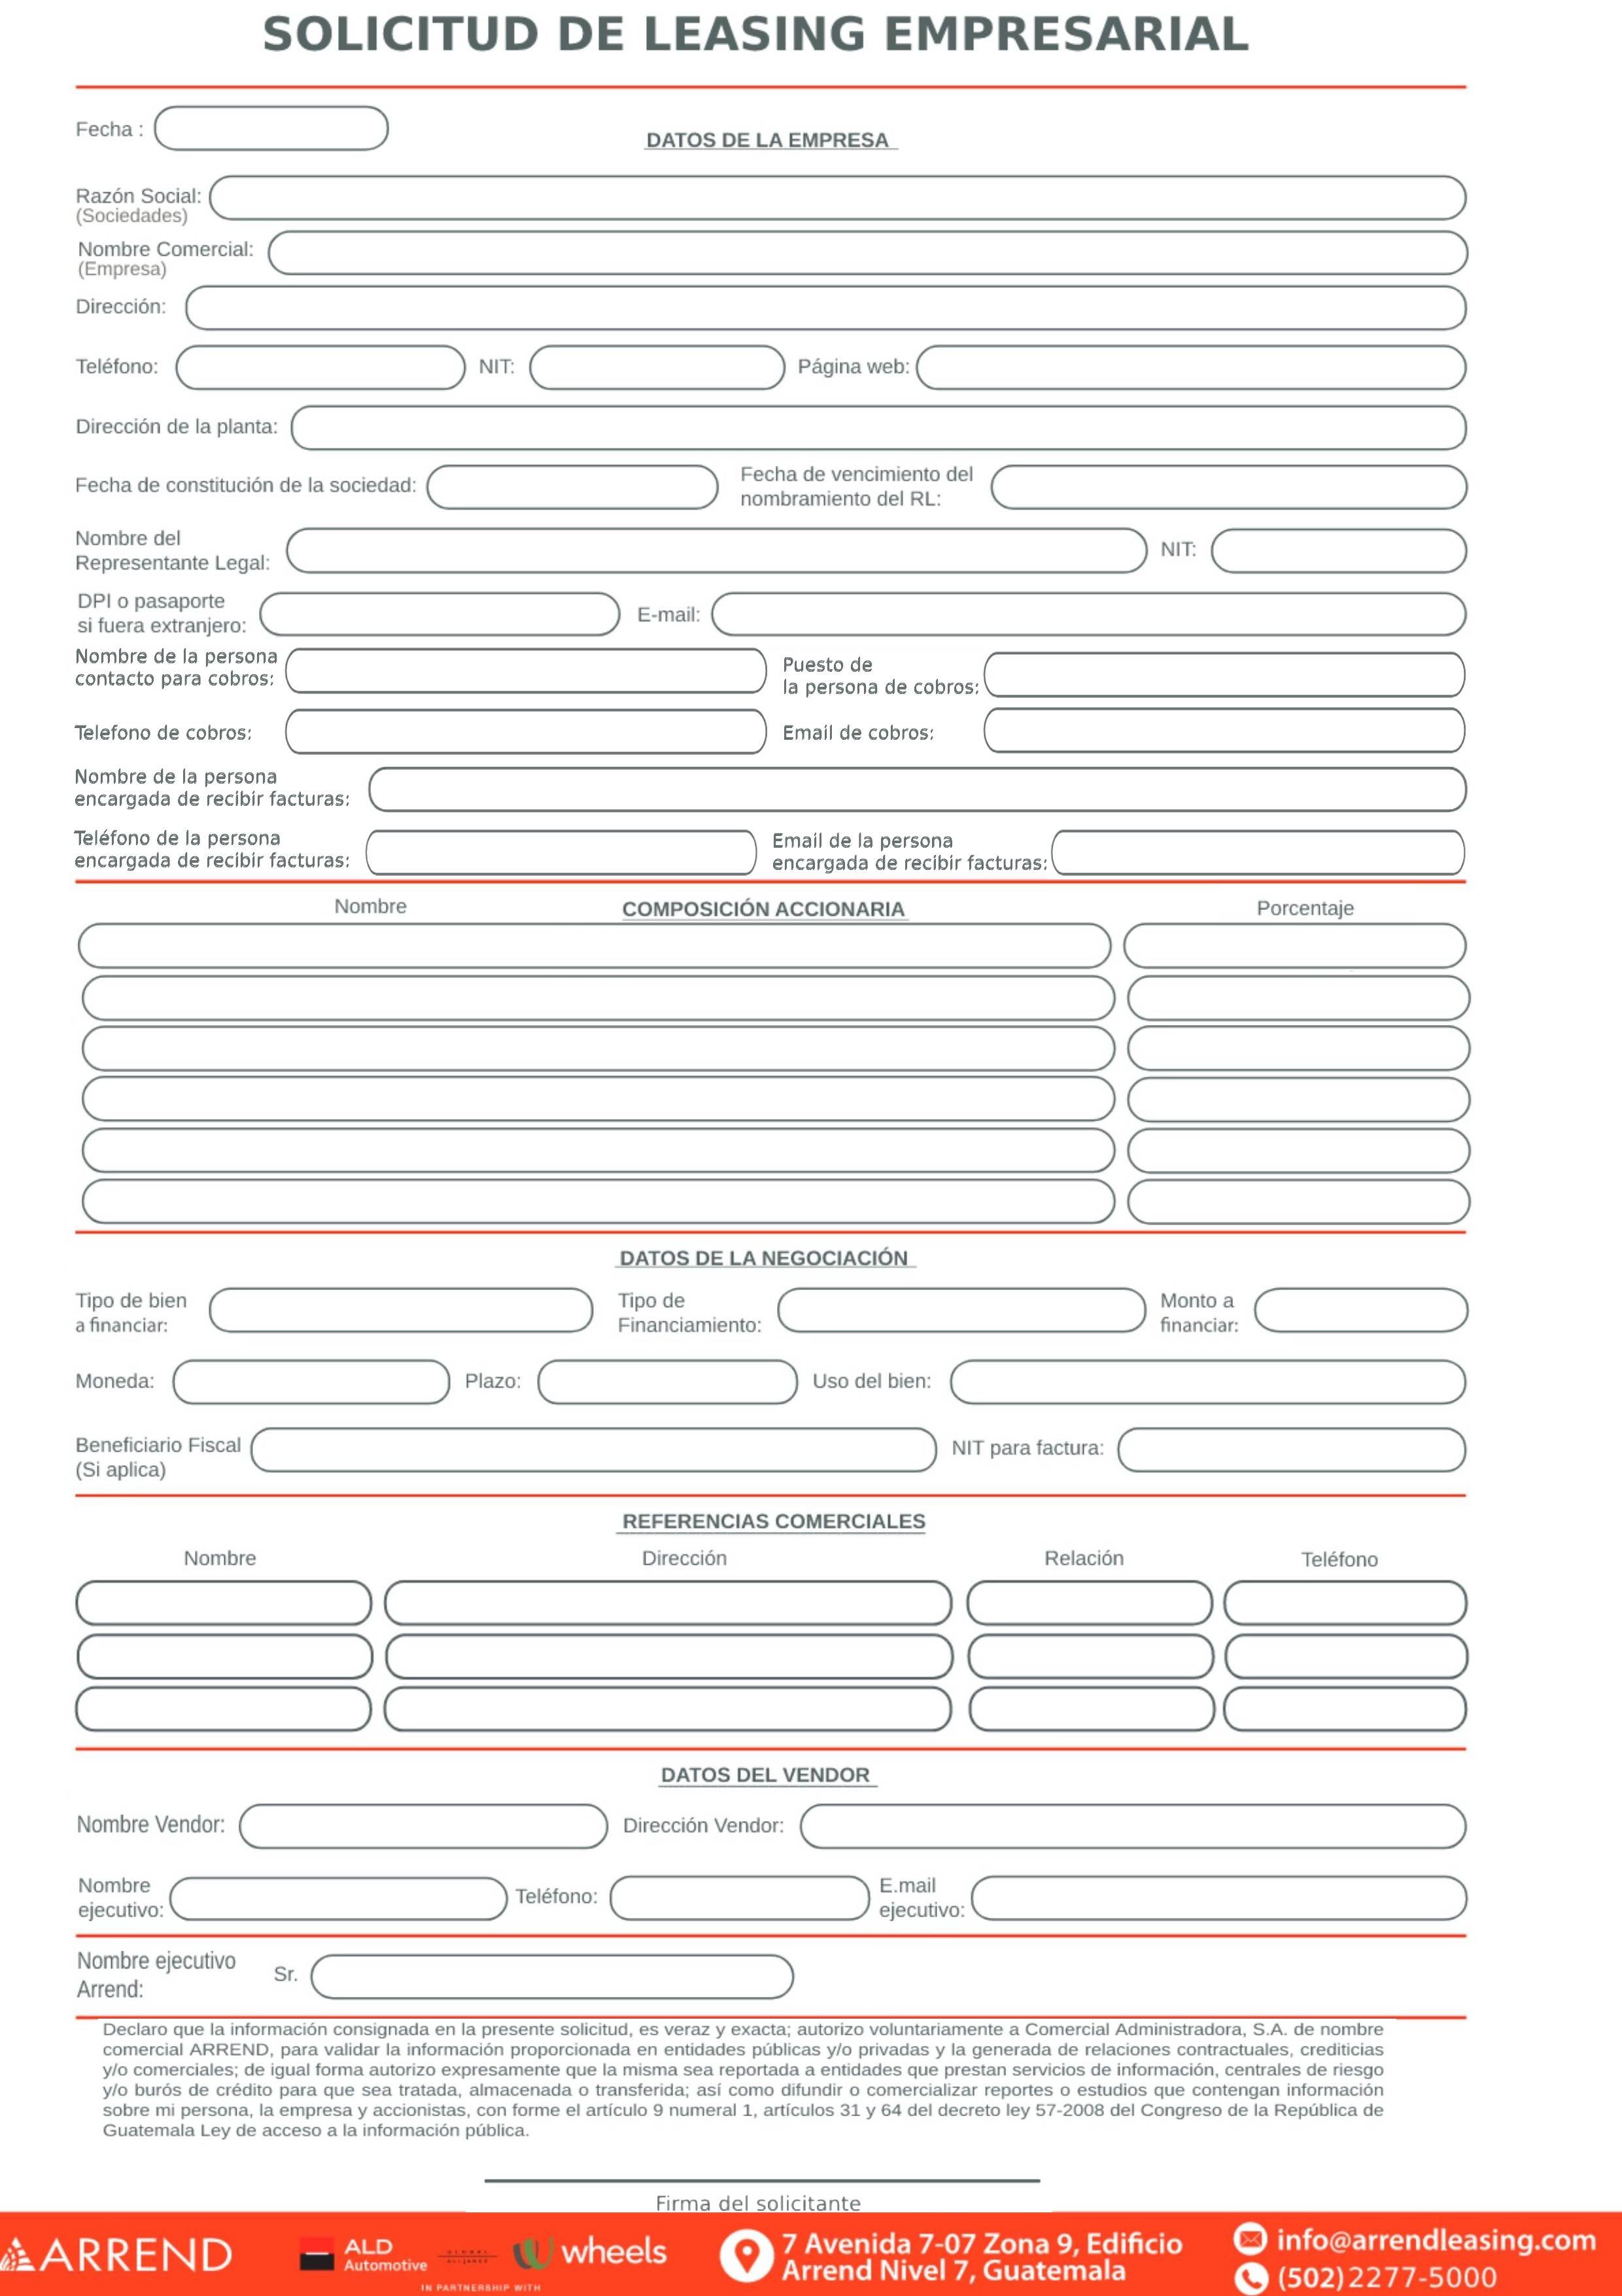 SOLICITUD DE LEASING EMPRESARIAL
Fecha :
DATOS DE LA EMPRESA
Razón Social:
(Sociedades)
Nombre Comercial:
(Empresa)
Dirección:
Teléfono: NIT: Página web:
Dirección de la planta:
Fecha de constitución de la sociedad: Fecha de vencimiento del
nombramiento del RL:
Nombre del
Representante Legal: NIT:
DPI o pasaporte
si fuera extranjero: E-mail:
Nombre de la persona
contacto para cobros:
Puesto de
la persona de cobros:
Telefono de cobros: Email de cobros:
Nombre de la persona
encargada de recibir facturas:
Teléfono de la persona
encargada de recibir facturas:
Email de la persona
encargada de recibir facturas:
Nombre COMPOSICIÓN ACCIONARIA Porcentaje
DATOS DE LA NEGOCIACIÓN
Tipo de bien
a financiar:
Tipo de
Financiamiento:
Monto a
financiar:
Moneda: Plazo: Uso del bien:
Beneficiario Fiscal
(Si aplica)
NIT para factura:
REFERENCIAS COMERCIALES
Nombre Dirección Relación Teléfono
DATOS DEL VENDOR
Nombre Vendor: Dirección Vendor:
Nombre
ejecutivo:
Teléfono:
E.mail
ejecutivo:
Nombre ejecutivo
Arrend:
Sr.
Declaro que la información consignada en la presente solicitud, es veraz y exacta; autorizo voluntariamente a Comercial Administradora, S.A. de nombre
comercial ARREND, para validar la información proporcionada en entidades públicas y/o privadas y la generada de relaciones contractuales, crediticias
y/o comerciales; de igual forma autorizo expresamente que la misma sea reportada a entidades que prestan servicios de información, centrales de riesgo
y/o burós de crédito para que sea tratada, almacenada o transferida; así como difundir o comercializar reportes o estudios que contengan información
sobre mi persona, la empresa y accionistas, con forme el artículo 9 numeral 1, artículos 31 y 64 del decreto ley 57-2008 del Congreso de la República de
Guatemala Ley de acceso a la información pública.
Firma del solicitante
ARREND
ALD
Automotive
GLOBAL
ALLIANCE
wheels
IN PARTNERSHIP WITH
7 Avenida 7-07 Zona 9, Edificio
Arrend Nivel 7, Guatemala
info@arrendleasing.com
(502) 2277-5000